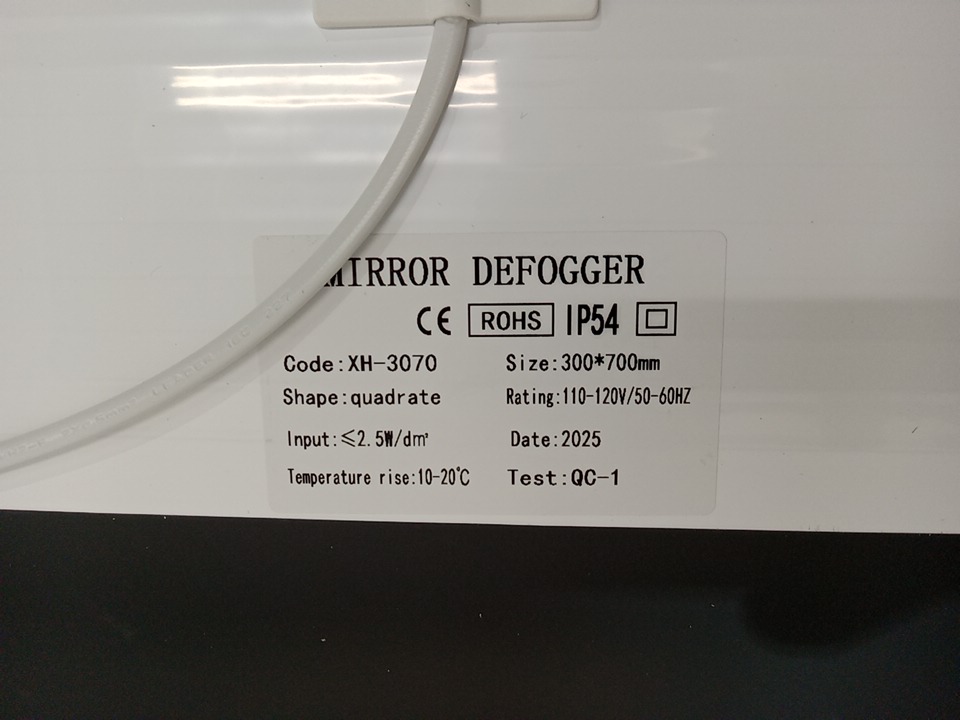 MIRROR DEFOGGER
CE ROHS IP54
Code:XH-3070 Size:300*700mm
Shape:quadrate Rating:110-120V/50-60HZ
Input:≤2.5W/dm² Date:2025
Temperature rise:10-20℃ Test:QC-1